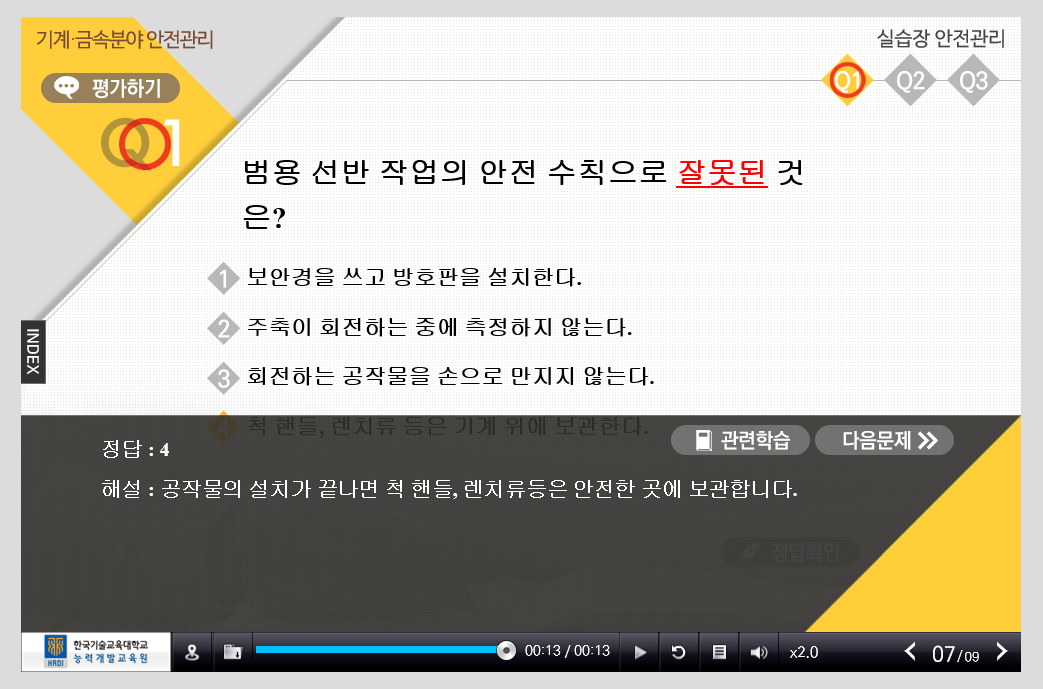 기계·금속분야 안전관리
실습장 안전관리
평가하기
Q1 Q2 Q3
Q1
범용 선반 작업의 안전 수칙으로 잘못된 것
은?
1 보안경을 쓰고 방호판을 설치한다.
2 주축이 회전하는 중에 측정하지 않는다.
3 회전하는 공작물을 손으로 만지지 않는다.
4 척 핸들, 렌치류 등은 기계 위에 보관한다.
INDEX
관련학습 다음문제
정답 : 4
해설 : 공작물의 설치가 끝나면 척 핸들, 렌치류등은 안전한 곳에 보관합니다.
정답확인
HRDI
한국기술교육대학교
능력개발교육원
00:13 / 00:13
x2.0
07/09